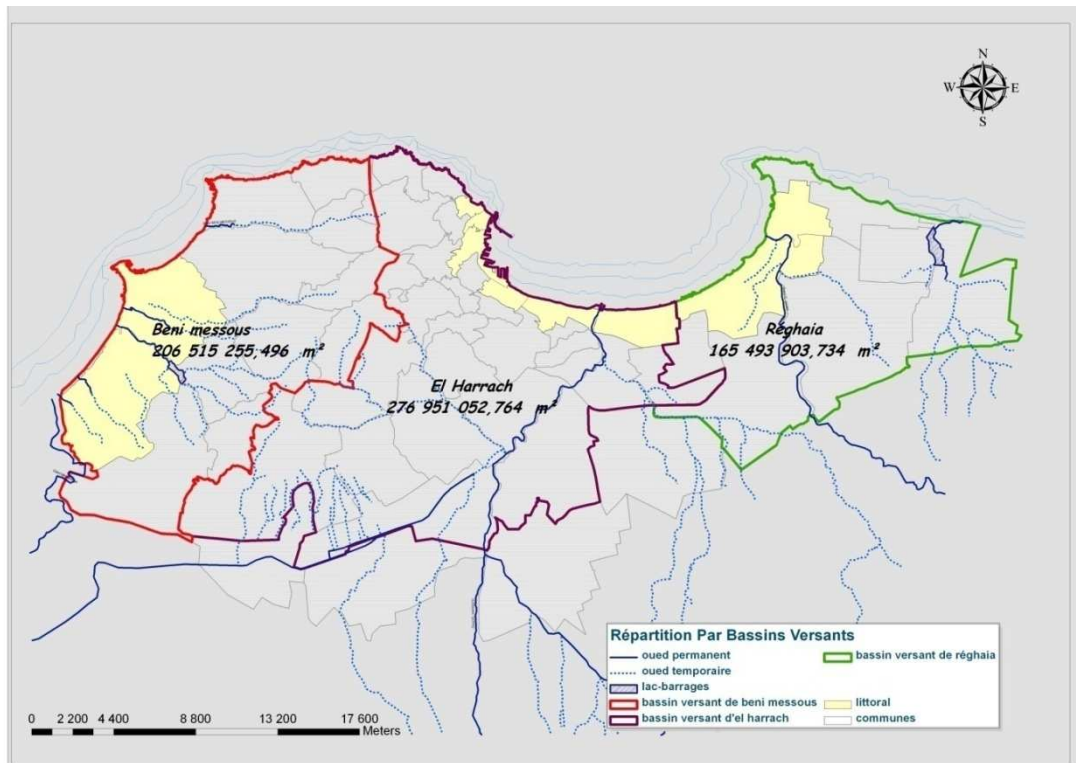 N
W E
S
Beni messous
206 515 255,496 m²
El Harrach
276 951 052,764 m²
Réghaia
165 493 903,734 m²
Répartition Par Bassins Versants
oued permanent
oued temporaire
lac-barrages
bassin versant de beni messous
bassin versant d'el harrach
bassin versant de réghaia
littoral
communes
0 2 200 4 400 8 800 13 200 17 600
Meters